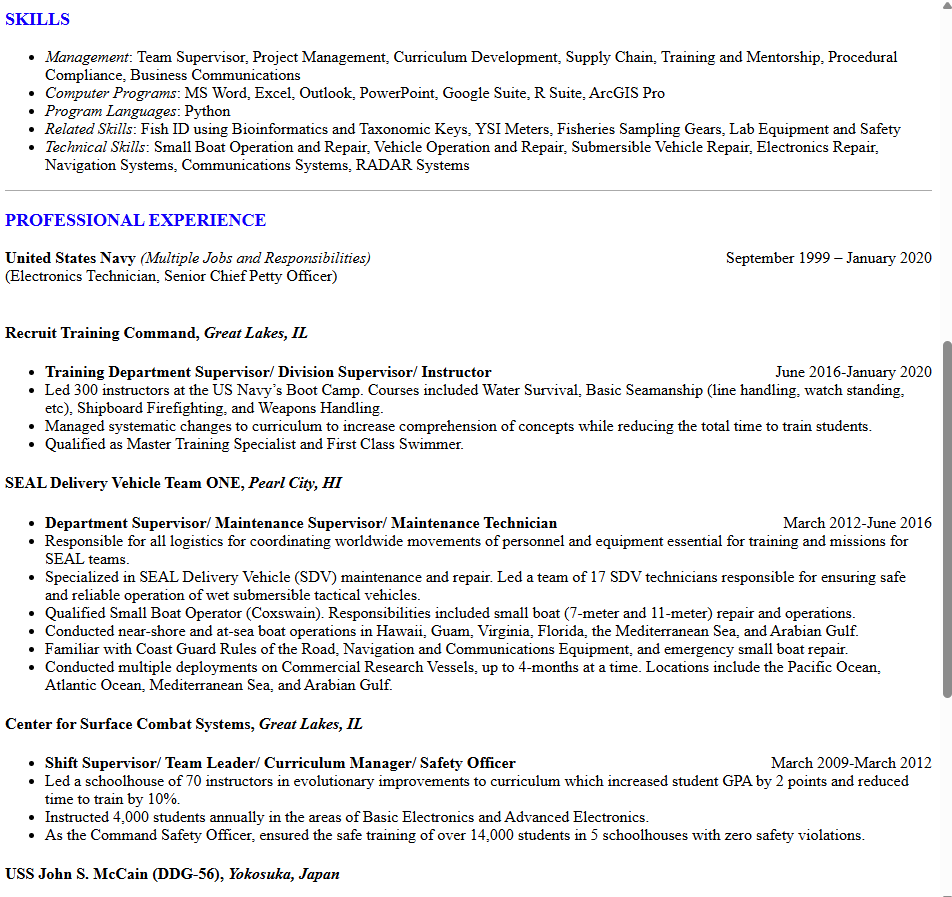 SKILLS
• Management: Team Supervisor, Project Management, Curriculum Development, Supply Chain, Training and Mentorship, Procedural
Compliance, Business Communications
• Computer Programs: MS Word, Excel, Outlook, PowerPoint, Google Suite, R Suite, ArcGIS Pro
• Program Languages: Python
• Related Skills: Fish ID using Bioinformatics and Taxonomic Keys, YSI Meters, Fisheries Sampling Gears, Lab Equipment and Safety
• Technical Skills: Small Boat Operation and Repair, Vehicle Operation and Repair, Submersible Vehicle Repair, Electronics Repair,
Navigation Systems, Communications Systems, RADAR Systems
PROFESSIONAL EXPERIENCE
United States Navy (Multiple Jobs and Responsibilities) September 1999 – January 2020
(Electronics Technician, Senior Chief Petty Officer)
Recruit Training Command, Great Lakes, IL
• Training Department Supervisor/ Division Supervisor/ Instructor June 2016-January 2020
• Led 300 instructors at the US Navy’s Boot Camp. Courses included Water Survival, Basic Seamanship (line handling, watch standing,
etc), Shipboard Firefighting, and Weapons Handling.
• Managed systematic changes to curriculum to increase comprehension of concepts while reducing the total time to train students.
• Qualified as Master Training Specialist and First Class Swimmer.
SEAL Delivery Vehicle Team ONE, Pearl City, HI
• Department Supervisor/ Maintenance Supervisor/ Maintenance Technician March 2012-June 2016
• Responsible for all logistics for coordinating worldwide movements of personnel and equipment essential for training and missions for
SEAL teams.
• Specialized in SEAL Delivery Vehicle (SDV) maintenance and repair. Led a team of 17 SDV technicians responsible for ensuring safe
and reliable operation of wet submersible tactical vehicles.
• Qualified Small Boat Operator (Coxswain). Responsibilities included small boat (7-meter and 11-meter) repair and operations.
• Conducted near-shore and at-sea boat operations in Hawaii, Guam, Virginia, Florida, the Mediterranean Sea, and Arabian Gulf.
• Familiar with Coast Guard Rules of the Road, Navigation and Communications Equipment, and emergency small boat repair.
• Conducted multiple deployments on Commercial Research Vessels, up to 4-months at a time. Locations include the Pacific Ocean,
Atlantic Ocean, Mediterranean Sea, and Arabian Gulf.
Center for Surface Combat Systems, Great Lakes, IL
• Shift Supervisor/ Team Leader/ Curriculum Manager/ Safety Officer March 2009-March 2012
• Led a schoolhouse of 70 instructors in evolutionary improvements to curriculum which increased student GPA by 2 points and reduced
time to train by 10%.
• Instructed 4,000 students annually in the areas of Basic Electronics and Advanced Electronics.
• As the Command Safety Officer, ensured the safe training of over 14,000 students in 5 schoolhouses with zero safety violations.
USS John S. McCain (DDG-56), Yokosuka, Japan